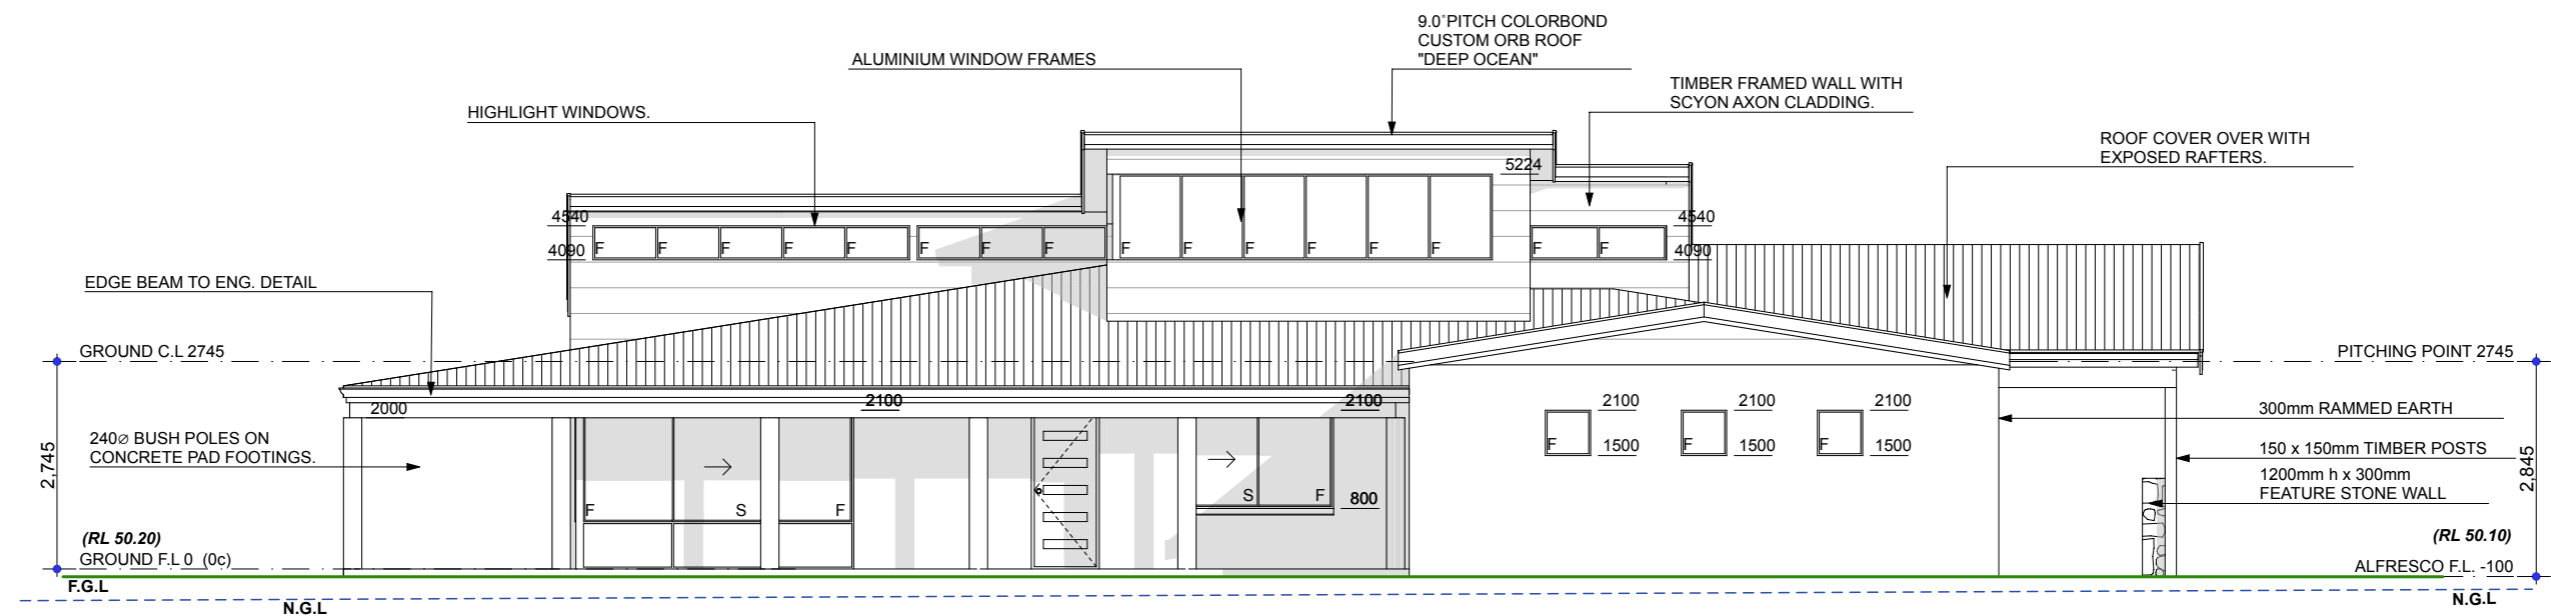 9.0°PITCH COLORBOND
CUSTOM ORB ROOF
"DEEP OCEAN"
ALUMINIUM WINDOW FRAMES
TIMBER FRAMED WALL WITH
SCYON AXON CLADDING.
HIGHLIGHT WINDOWS.
ROOF COVER OVER WITH
EXPOSED RAFTERS.
5224
4540
4540
F F F F F F F F F F F F F F F F
4090
4090
EDGE BEAM TO ENG. DETAIL
GROUND C.L 2745
PITCHING POINT 2745
2000
2100
2100
2100
2100
2100
300mm RAMMED EARTH
240⌀ BUSH POLES ON
CONCRETE PAD FOOTINGS.
F
1500
F
1500
F
1500
150 x 150mm TIMBER POSTS
2,745
2,845
1200mm h x 300mm
FEATURE STONE WALL
F S F
S F
800
(RL 50.20)
(RL 50.10)
GROUND F.L 0 (0c)
ALFRESCO F.L. -100
F.G.L
N.G.L
N.G.L